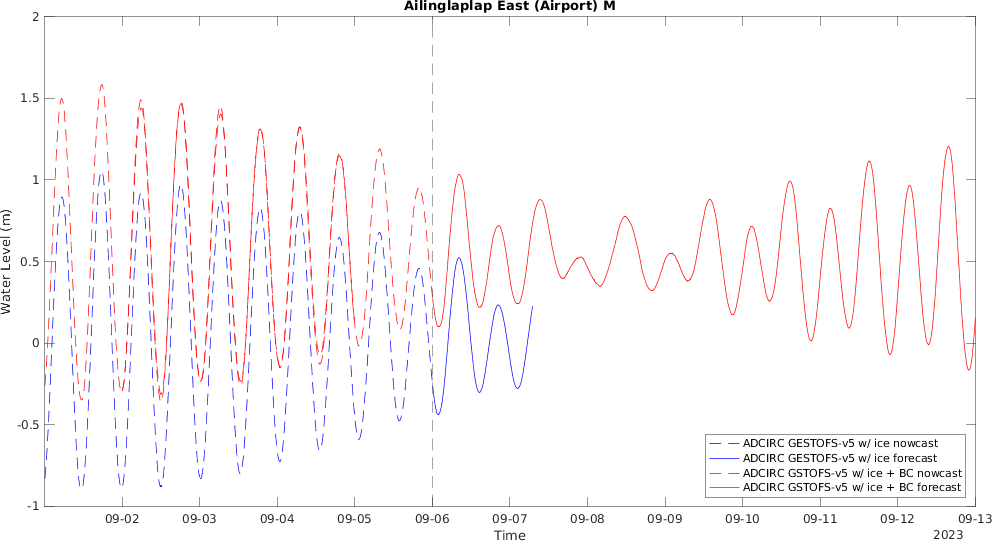 Ailinglaplap East (Airport) M
2
1.5
1
0.5
0
-0.5
-1
Water Level (m)
09-02
09-03
09-04
09-05
09-06
09-07
09-08
09-09
09-10
09-11
09-12
09-13
Time
2023
ADCIRC GESTOFS-v5 w/ ice nowcast
ADCIRC GESTOFS-v5 w/ ice forecast
ADCIRC GSTOFS-v5 w/ ice + BC nowcast
ADCIRC GSTOFS-v5 w/ ice + BC forecast